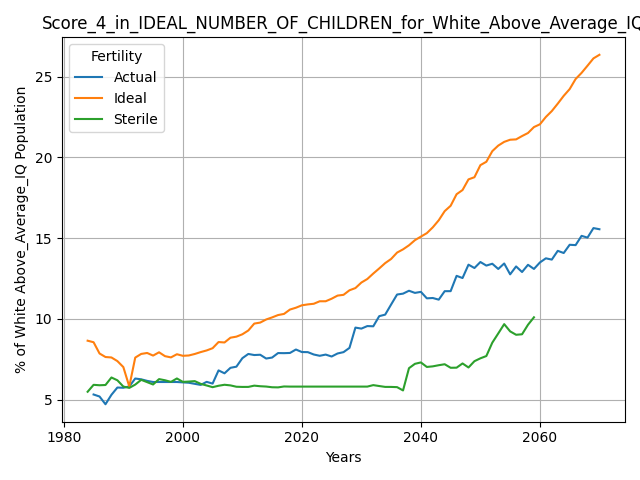 Score_4_in_IDEAL_NUMBER_OF_CHILDREN_for_White_Above_Average_IQ
Fertility
Actual
Ideal
Sterile
% of White Above_Average_IQ Population
25
20
15
10
5
1980 2000 2020 2040 2060
Years